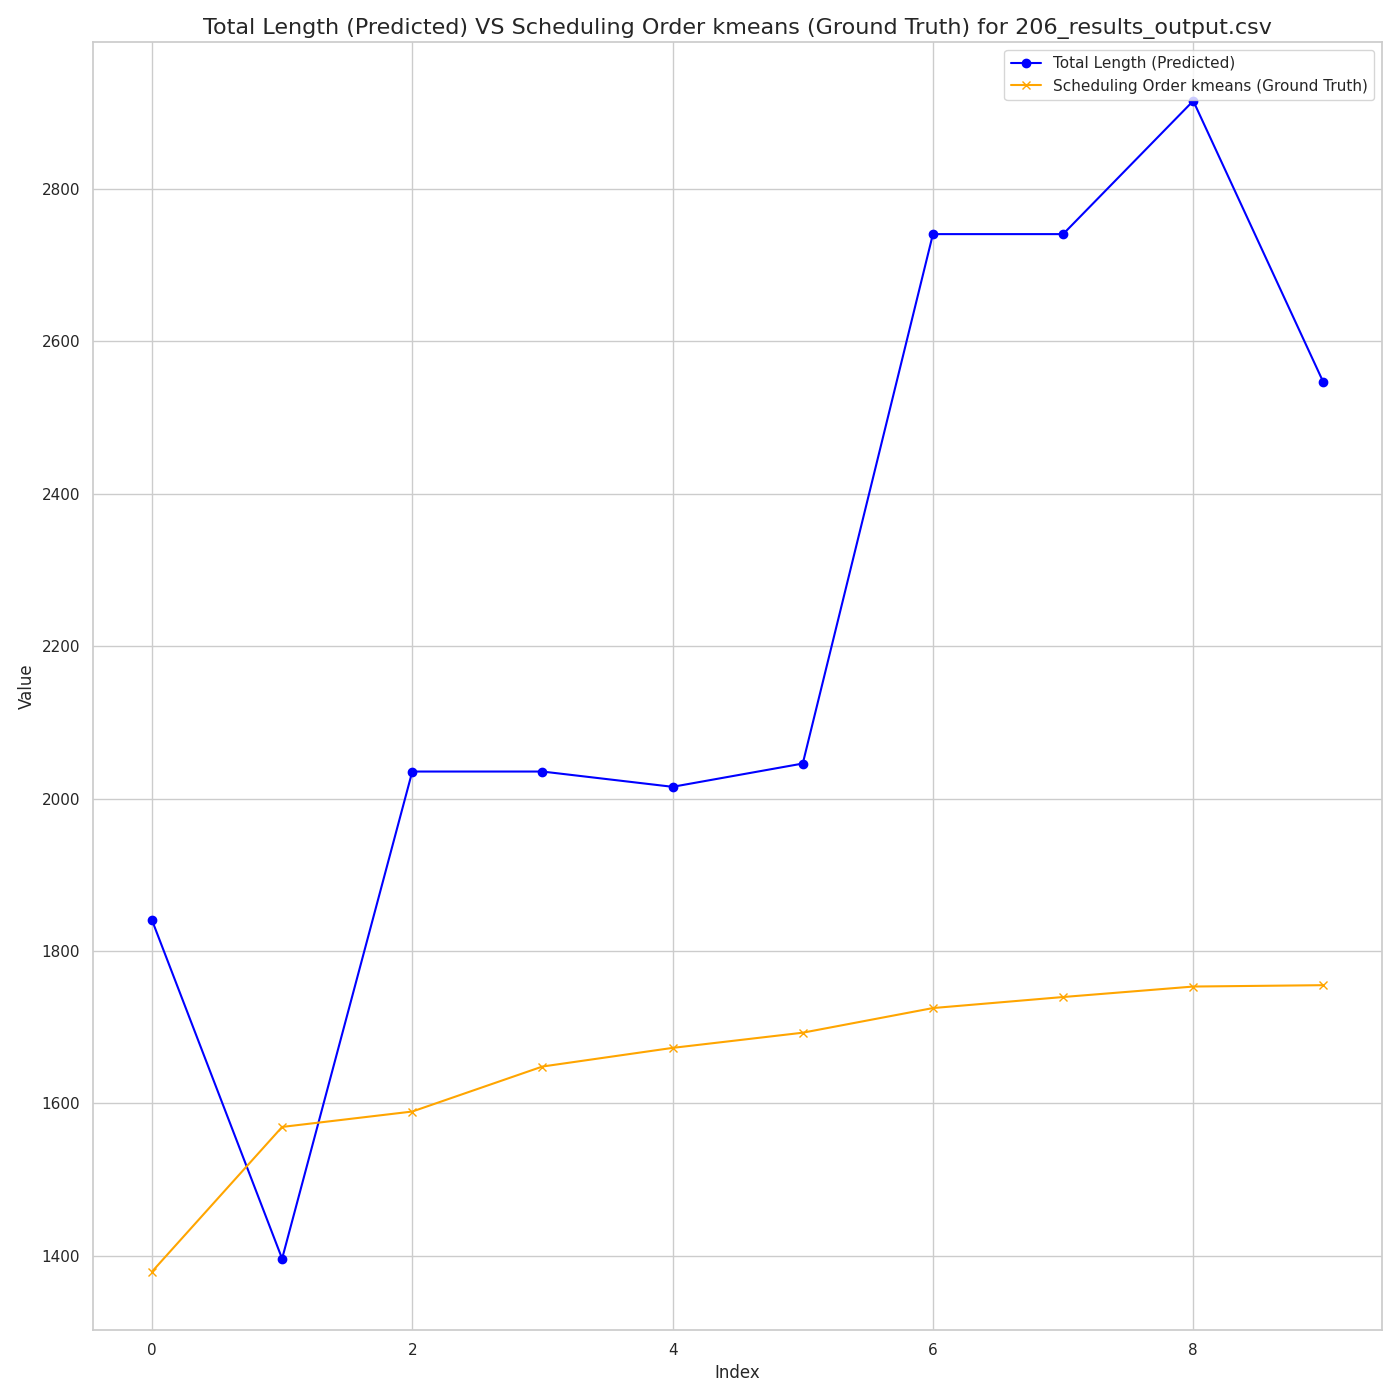 Total Length (Predicted) VS Scheduling Order kmeans (Ground Truth) for 206_results_output.csv
Total Length (Predicted)
Scheduling Order kmeans (Ground Truth)
2800
2600
2400
2200
2000
1800
1600
1400
Value
0 2 4 6 8
Index